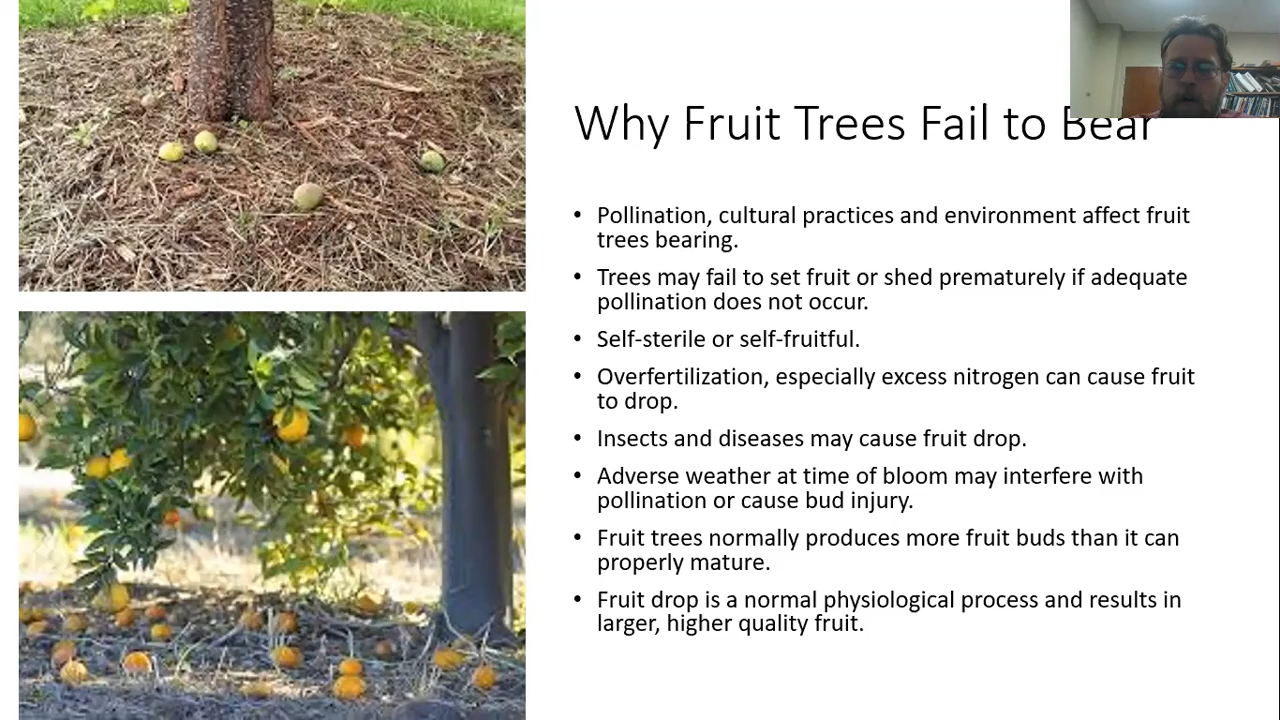 Why Fruit Trees Fail to Bear
• Pollination, cultural practices and environment affect fruit
trees bearing.
• Trees may fail to set fruit or shed prematurely if adequate
pollination does not occur.
• Self-sterile or self-fruitful.
• Overfertilization, especially excess nitrogen can cause fruit
to drop.
• Insects and diseases may cause fruit drop.
• Adverse weather at time of bloom may interfere with
pollination or cause bud injury.
• Fruit trees normally produces more fruit buds than it can
properly mature.
• Fruit drop is a normal physiological process and results in
larger, higher quality fruit.